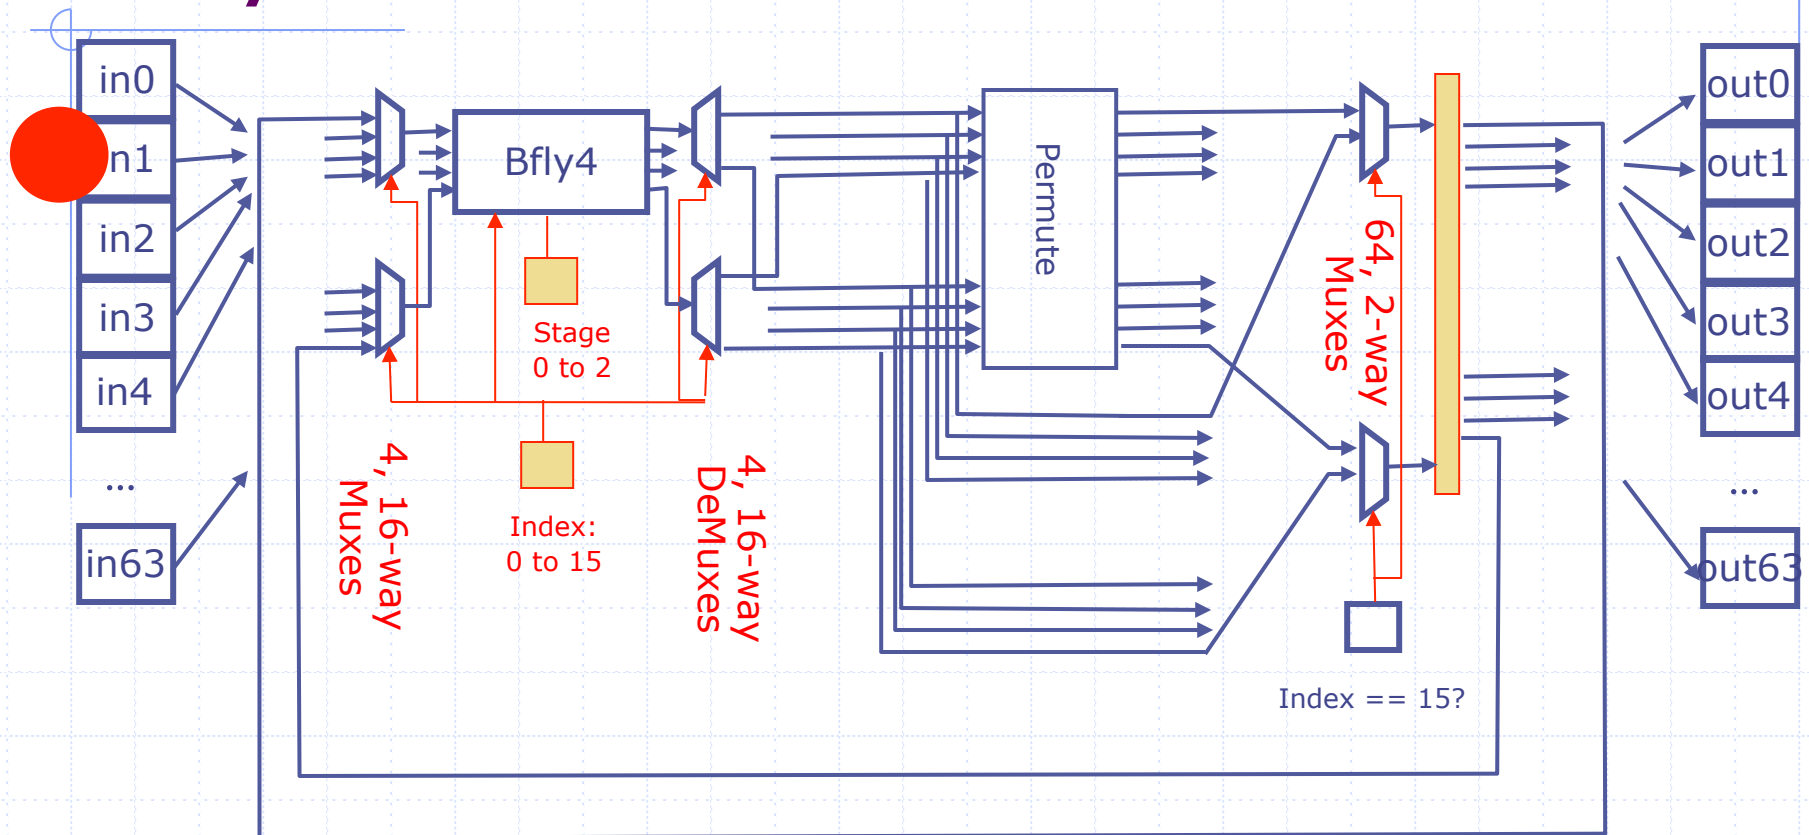 in0
n1
in2
in3
in4
...
in63
Bfly4
Stage
0 to 2
Index:
0 to 15
4, 16-way
Muxes
4, 16-way
DeMuxes
Permute
64, 2-way
Muxes
Index == 15?
out0
out1
out2
out3
out4
...
out63